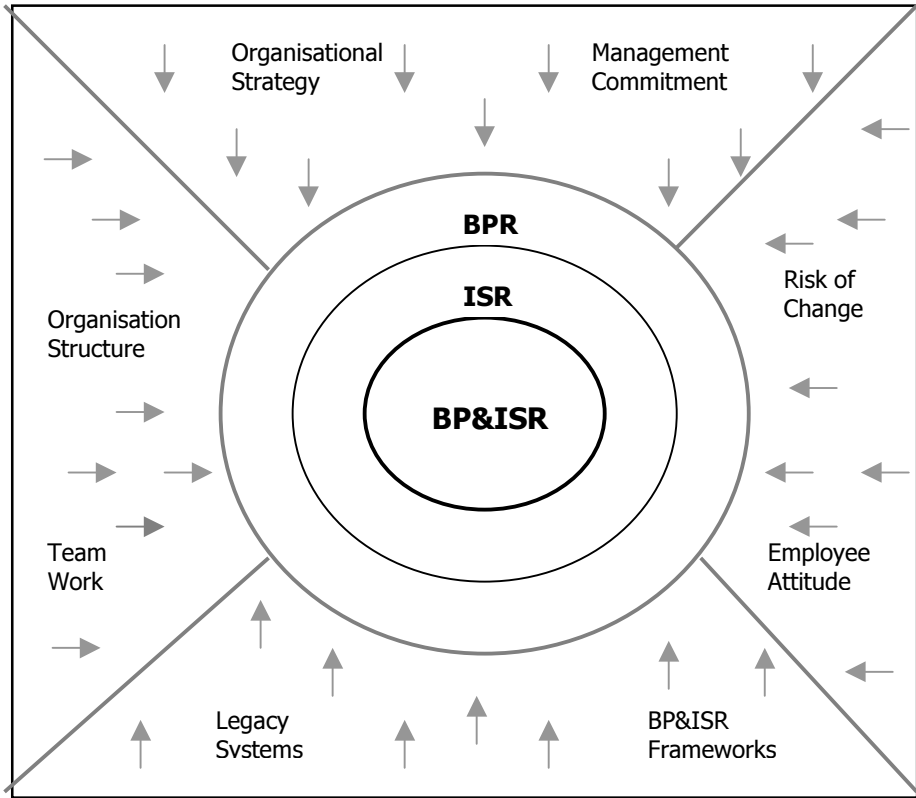 Organisational
Strategy
Management
Commitment
BPR
ISR
BP&ISR
Risk of
Change
Organisation
Structure
Team
Work
Employee
Attitude
Legacy
Systems
BP&ISR
Frameworks